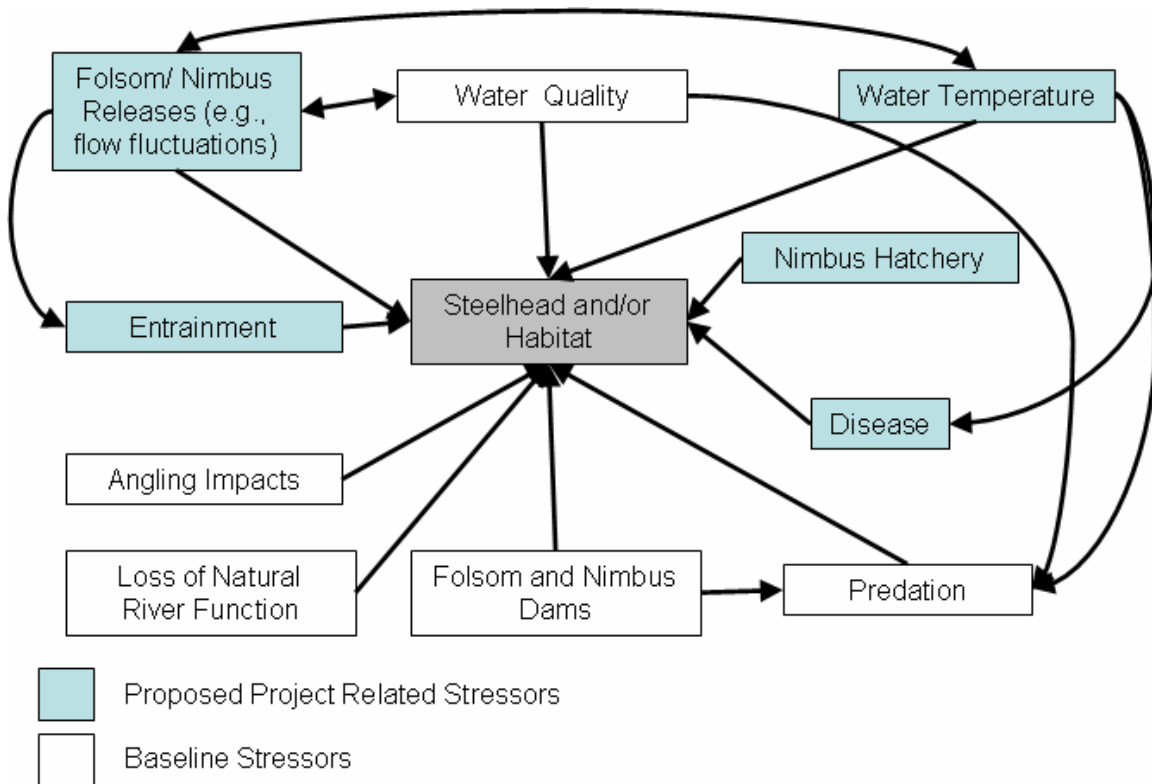 Folsom/ Nimbus
Releases (e.g.,
flow fluctuations)
Water Quality
Water Temperature
Nimbus Hatchery
Entrainment
Steelhead and/or
Habitat
Disease
Angling Impacts
Loss of Natural
River Function
Folsom and Nimbus
Dams
Predation
Proposed Project Related Stressors
Baseline Stressors